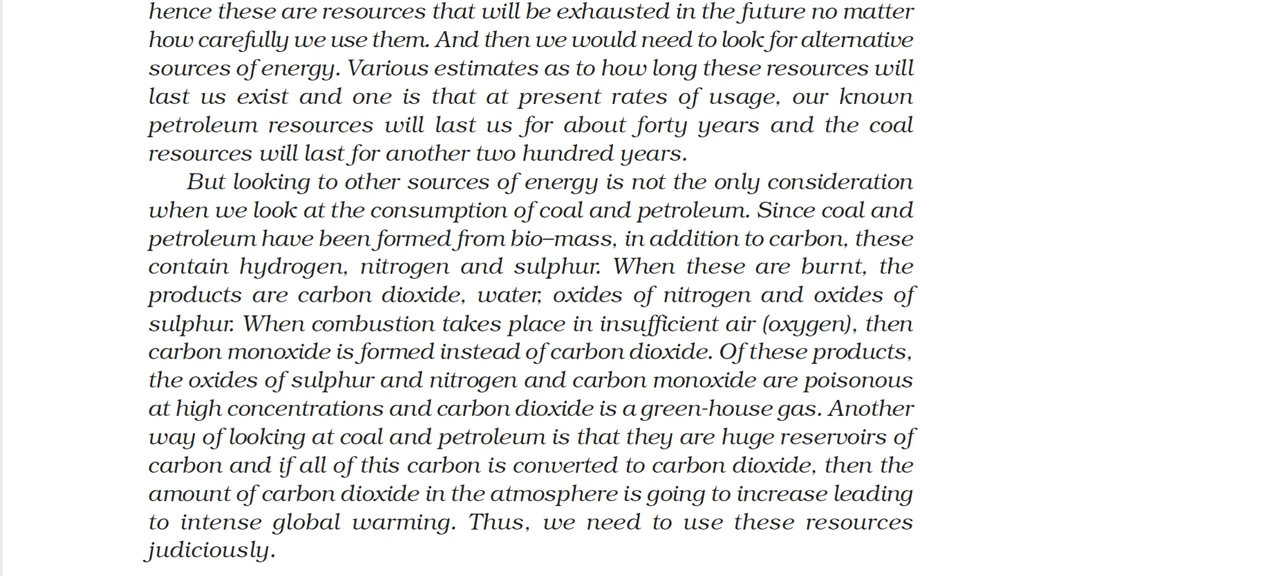 hence these are resources that will be exhausted in the future no matter
how carefully we use them. And then we would need to look for alternative
sources of energy. Various estimates as to how long these resources will
last us exist and one is that at present rates of usage, our known
petroleum resources will last us for about forty years and the coal
resources will last for another two hundred years.
But looking to other sources of energy is not the only consideration
when we look at the consumption of coal and petroleum. Since coal and
petroleum have been formed from bio–mass, in addition to carbon, these
contain hydrogen, nitrogen and sulphur. When these are burnt, the
products are carbon dioxide, water, oxides of nitrogen and oxides of
sulphur. When combustion takes place in insufficient air (oxygen), then
carbon monoxide is formed instead of carbon dioxide. Of these products,
the oxides of sulphur and nitrogen and carbon monoxide are poisonous
at high concentrations and carbon dioxide is a green-house gas. Another
way of looking at coal and petroleum is that they are huge reservoirs of
carbon and if all of this carbon is converted to carbon dioxide, then the
amount of carbon dioxide in the atmosphere is going to increase leading
to intense global warming. Thus, we need to use these resources
judiciously.